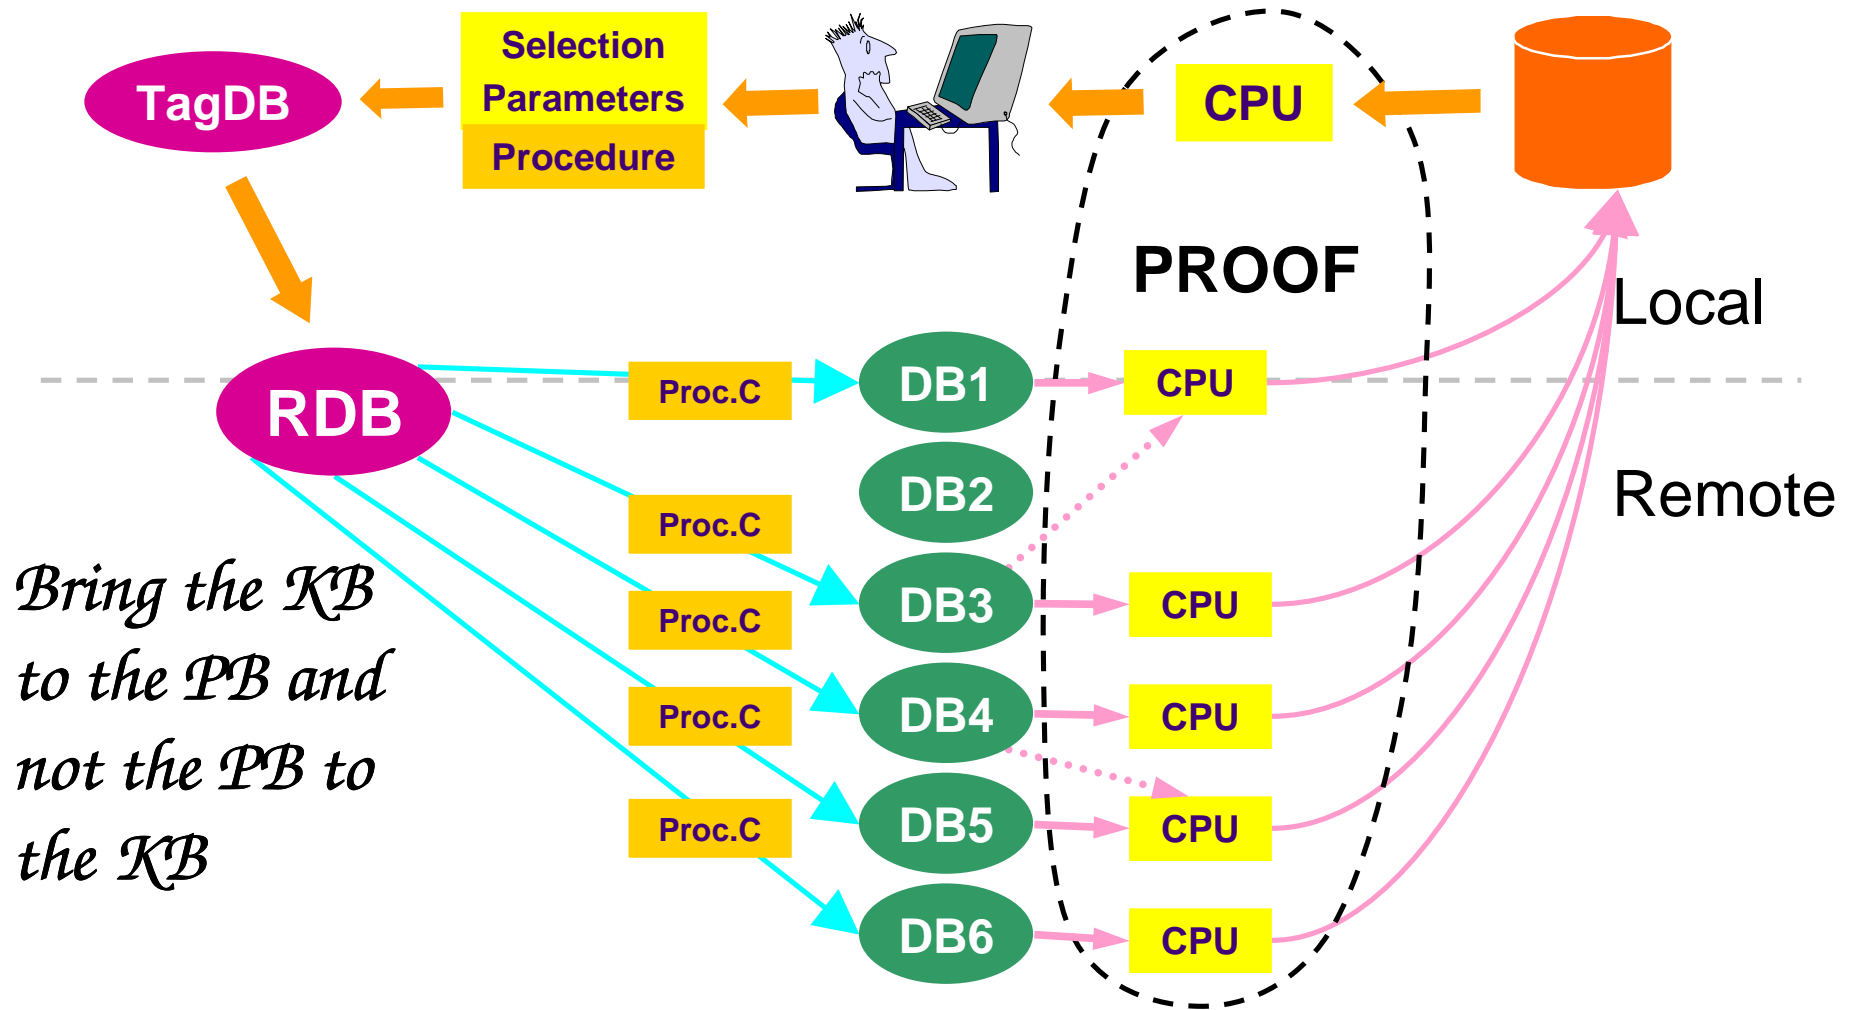 Selection
Parameters
Procedure
TagDB
CPU
PROOF
Local
Remote
RDB
Proc.C
DB1
CPU
DB2
Proc.C
DB3
CPU
Proc.C
DB4
CPU
Proc.C
DB5
CPU
Proc.C
DB6
CPU
Bring the KB
to the PB and
not the PB to
the KB